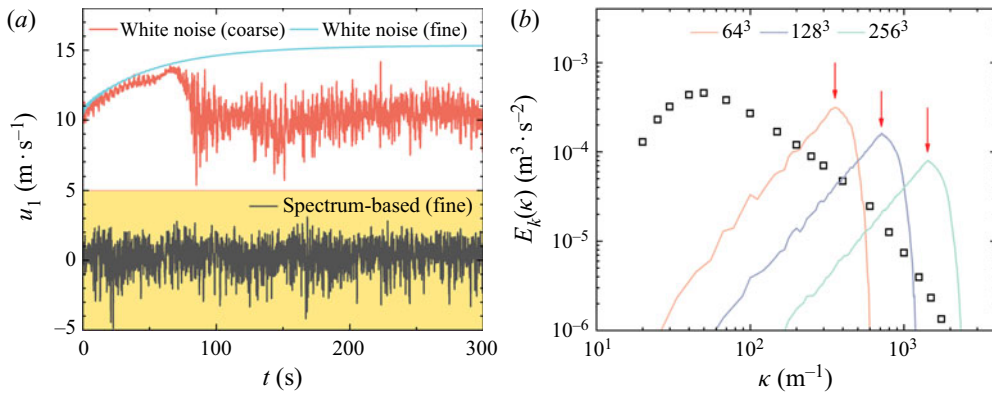 (a)
White noise (coarse) White noise (fine)
u₁ (m · s⁻¹)
15
10
5
0
−5
Spectrum-based (fine)
0 100 200 300
t (s)
(b)
64³ 128³ 256³
Eₖ(κ) (m³ · s⁻²)
10⁻³
10⁻⁴
10⁻⁵
10⁻⁶
10¹ 10² 10³
κ (m⁻¹)